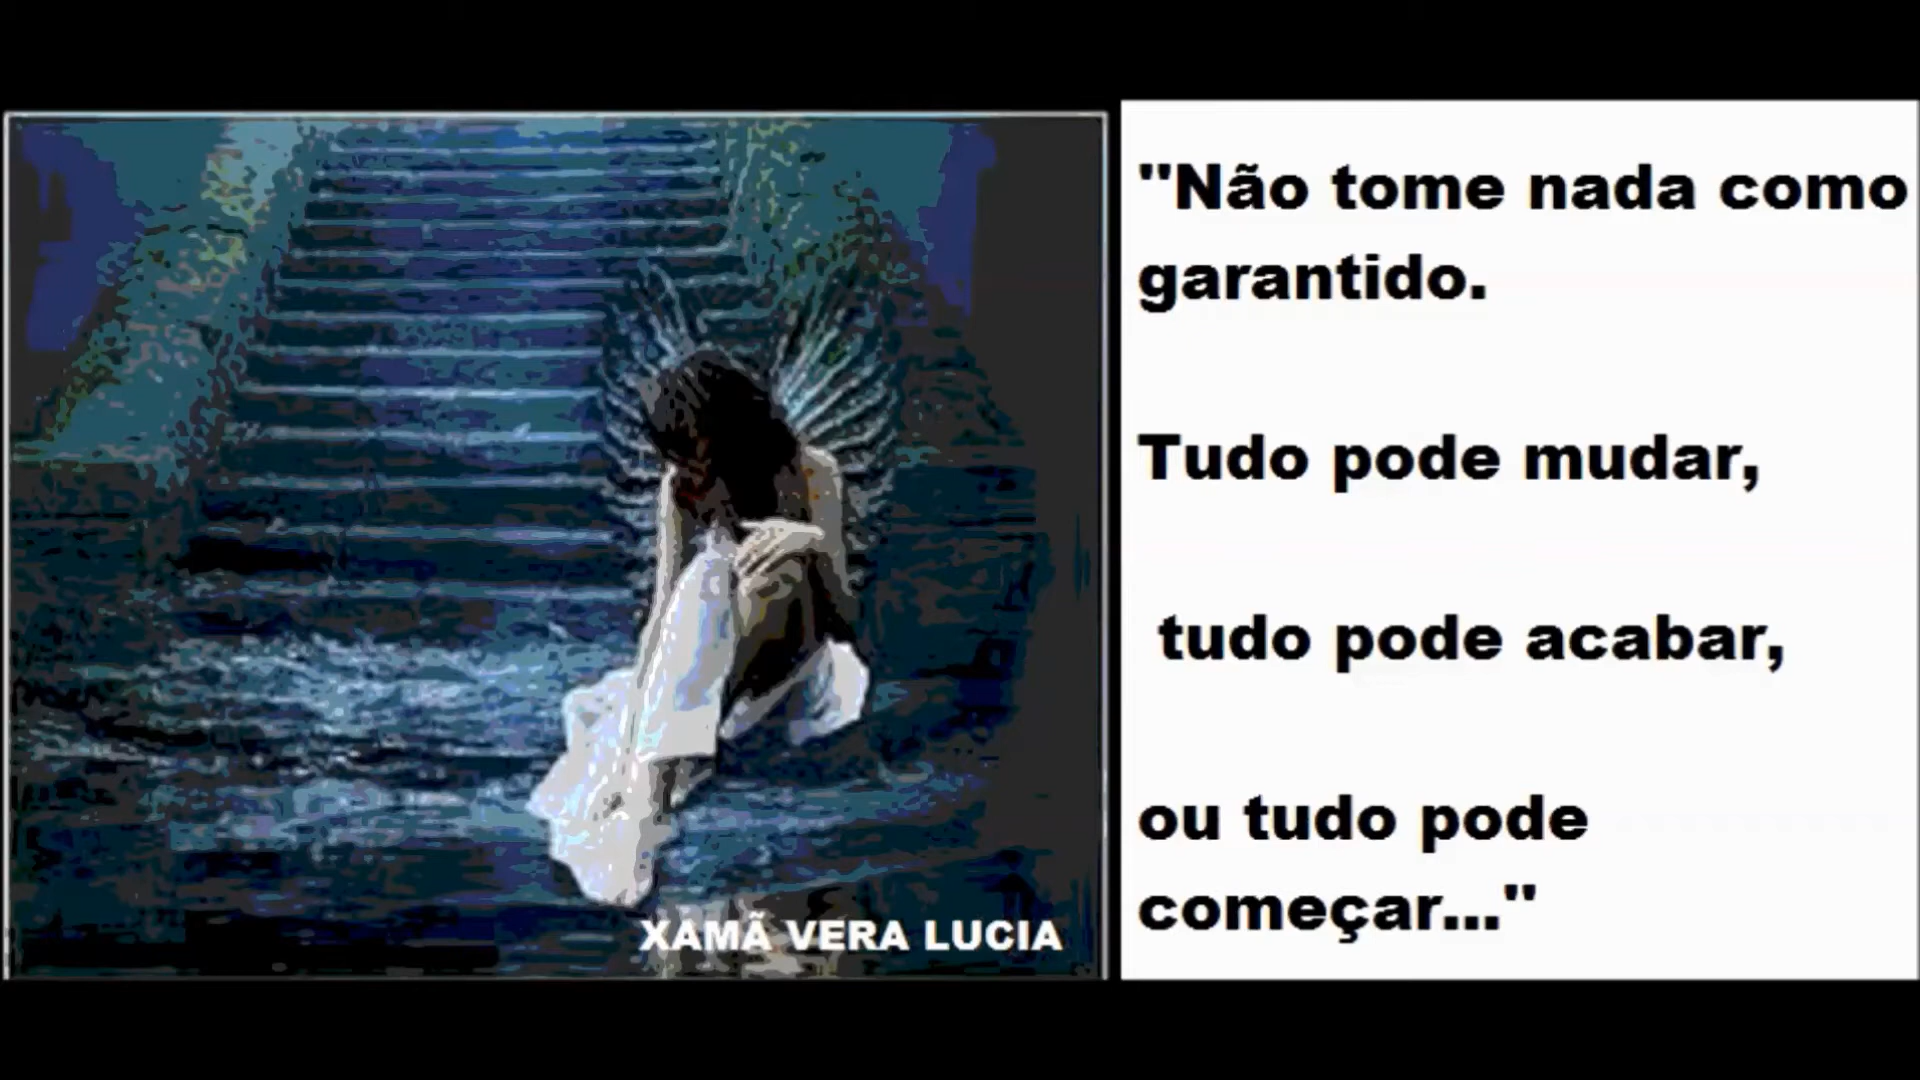 "Não tome nada como
garantido.
Tudo pode mudar,
tudo pode acabar,
ou tudo pode
começar..."
XAMÃ VERA LUCIA